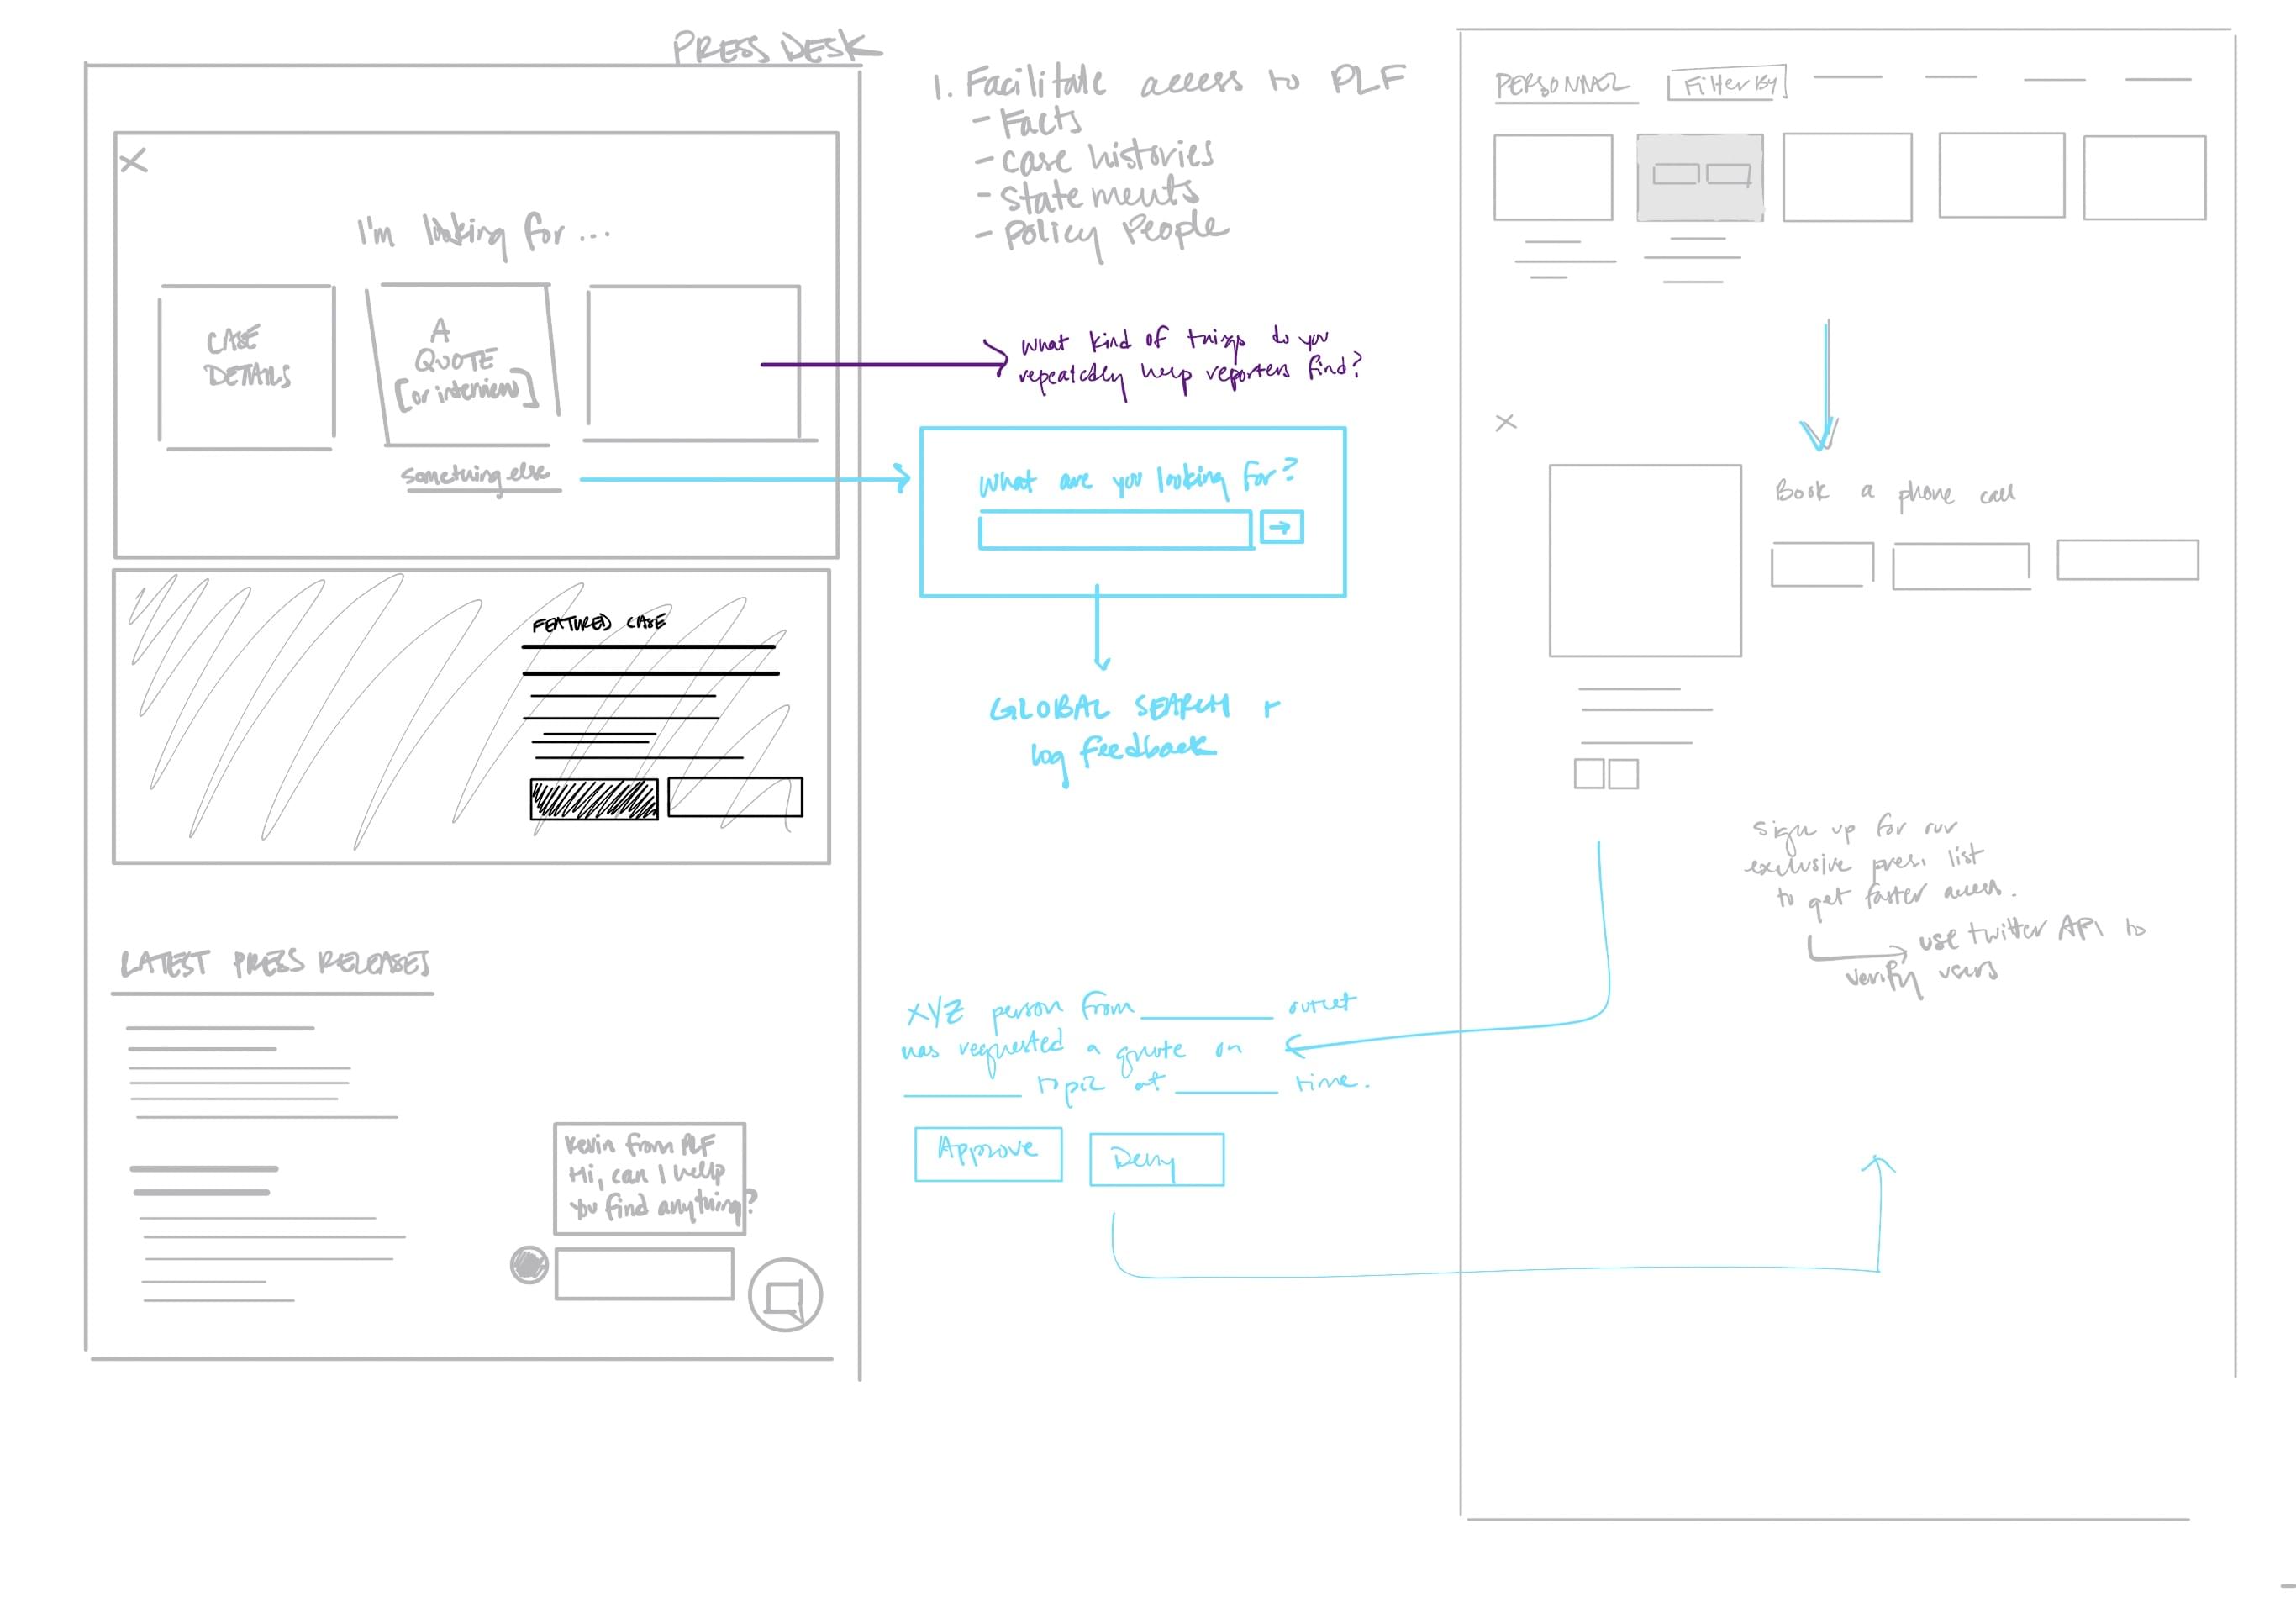 PRESS DESK
X
I'm looking for ...
CASE
DETAILS
A
QUOTE
[or interview]
something else
FEATURED CASE
LATEST PRESS RELEASES
Kevin from PLF
Hi, can I help
you find anything?
1. Facilitate access to PLF
- Facts
- case histories
- statements
- Policy People
What kind of things do you
repeatedly help reporters find?
What are you looking for?
→
GLOBAL SEARCH +
log feedback
XYZ person from ______ outlet
has requested a quote on
______ topic at ______ time.
Approve
Deny
PERSONNEL
Filter By
X
Book a phone call
sign up for our
exclusive press list
to get faster access.
use twitter API to
verify users